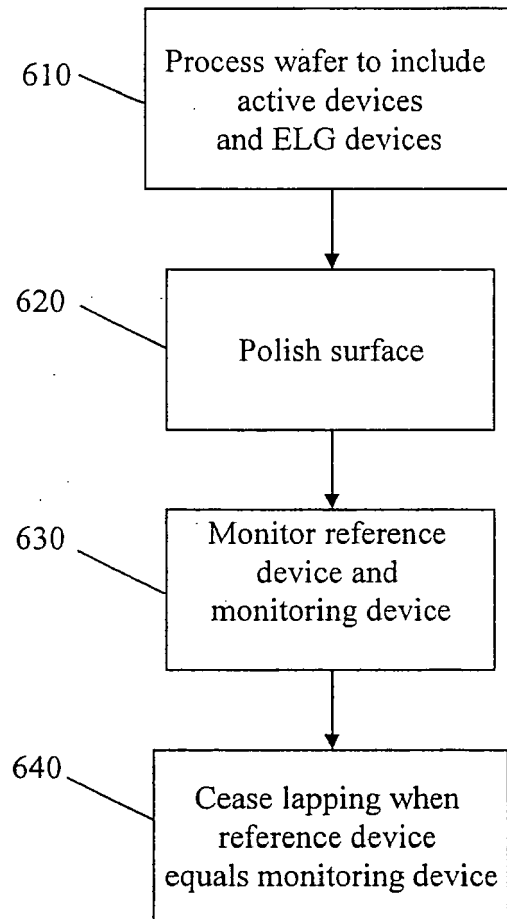 610
Process wafer to include
active devices
and ELG devices
620
Polish surface
630
Monitor reference
device and
monitoring device
640
Cease lapping when
reference device
equals monitoring device